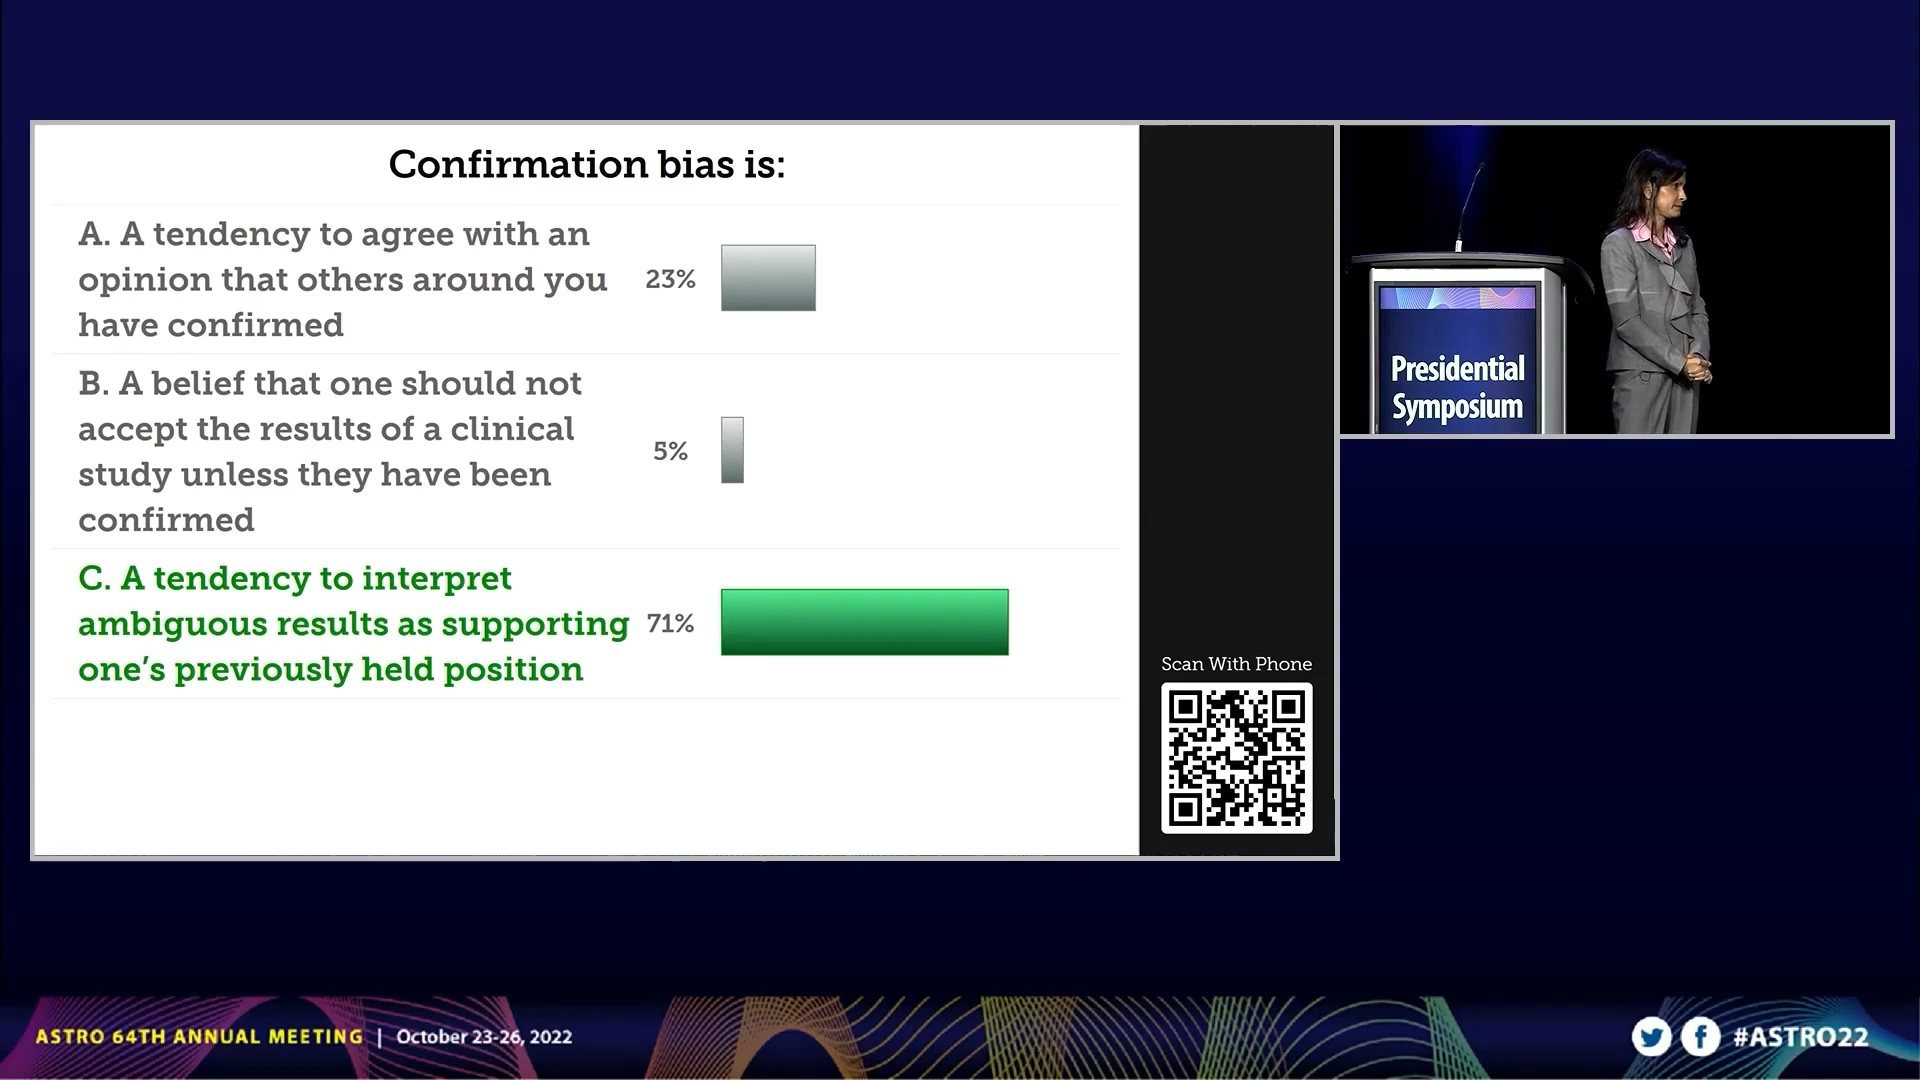 Confirmation bias is:
A. A tendency to agree with an
opinion that others around you
have confirmed
23%
B. A belief that one should not
accept the results of a clinical
study unless they have been
confirmed
5%
C. A tendency to interpret
ambiguous results as supporting
one’s previously held position
71%
Scan With Phone
Presidential
Symposium
ASTRO 64TH ANNUAL MEETING | October 23-26, 2022
#ASTRO22